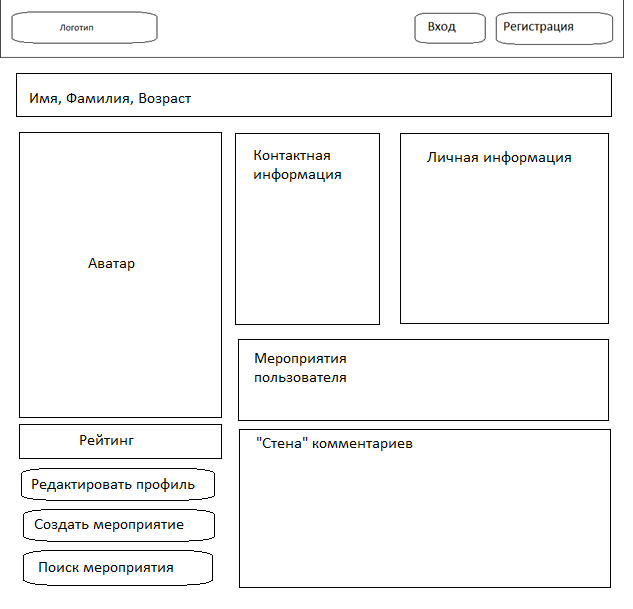 Логотип
Вход
Регистрация
Имя, Фамилия, Возраст
Аватар
Контактная
информация
Личная информация
Мероприятия
пользователя
Рейтинг
"Стена" комментариев
Редактировать профиль
Создать мероприятие
Поиск мероприятия